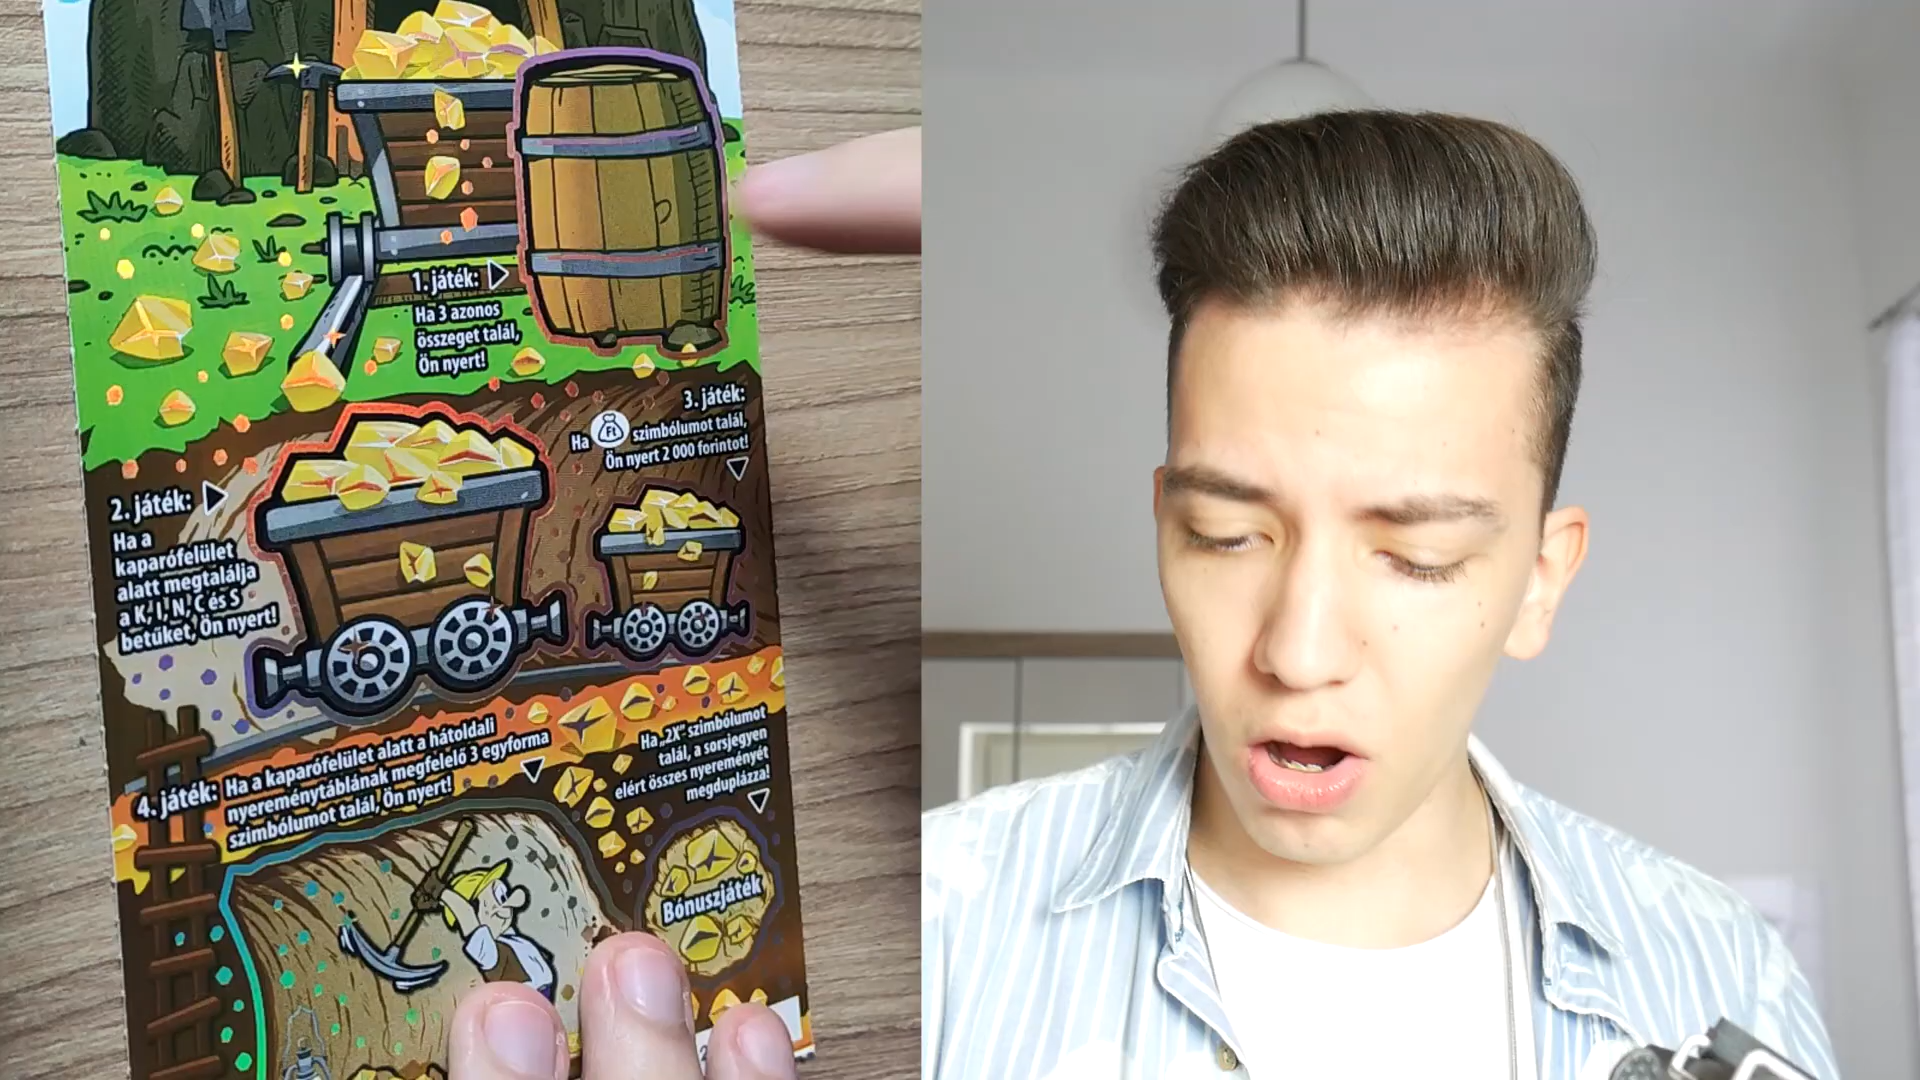 1. játék:
Ha 3 azonos
összeget talál,
Ön nyert!
3. játék:
Ha Ft szimbólumot talál,
Ön nyert 2 000 forintot!
2. játék:
Ha a
kaparófelület
alatt megtalálja
a K, I, N, C és S
betűket, Ön nyert!
4. játék: Ha a kaparófelület alatt a hátoldali
nyereménytáblának megfelelő 3 egyforma
szimbólumot talál, Ön nyert!
Ha „2X" szimbólumot
talál, a sorsjegyen
elért összes nyereményét
megduplázza!
Bónuszjáték